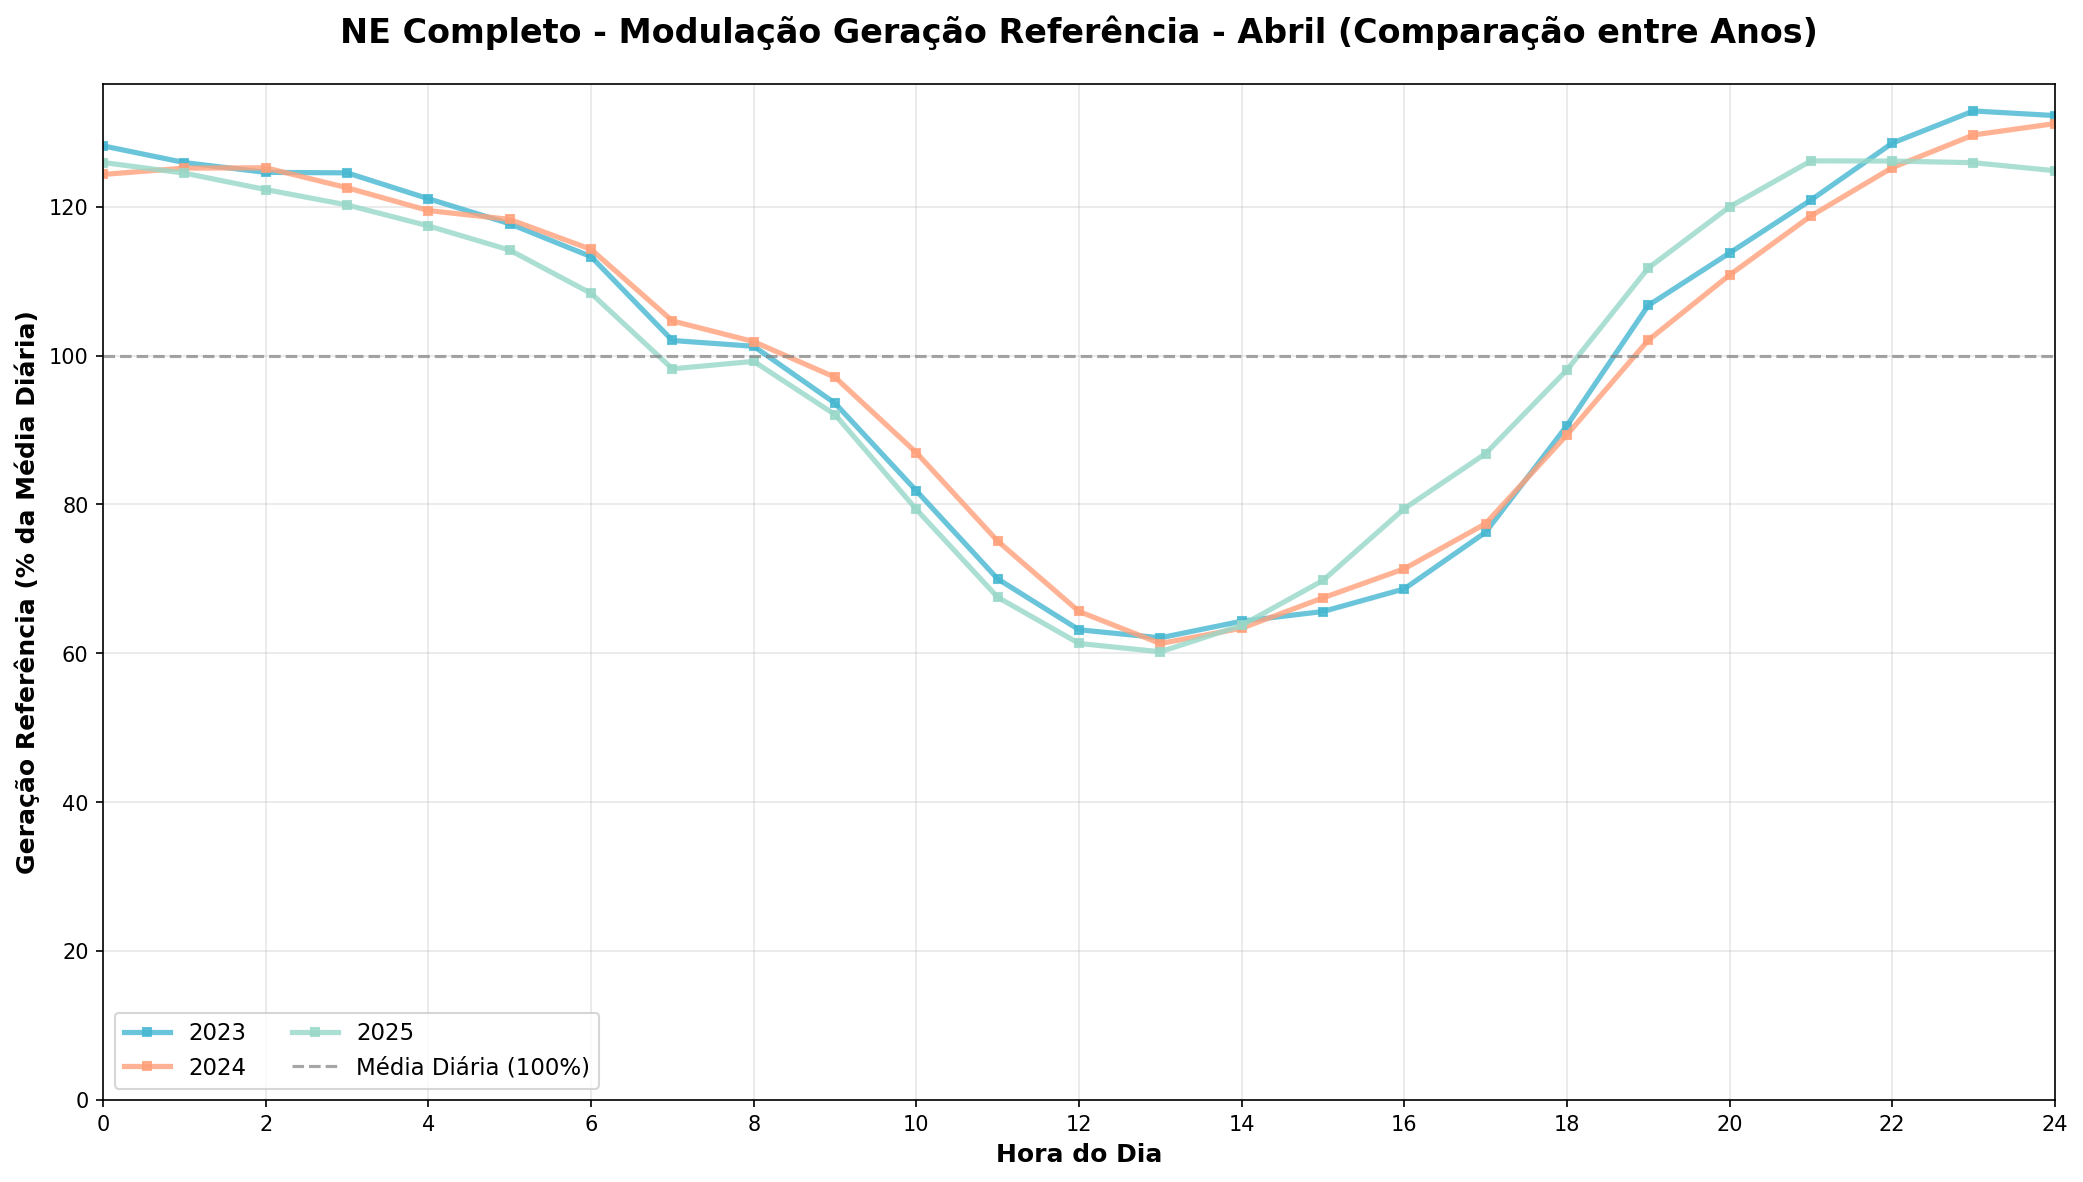 NE Completo - Modulação Geração Referência - Abril (Comparação entre Anos)
Geração Referência (% da Média Diária)
120
100
80
60
40
20
0
2023
2024
2025
Média Diária (100%)
0 2 4 6 8 10 12 14 16 18 20 22 24
Hora do Dia